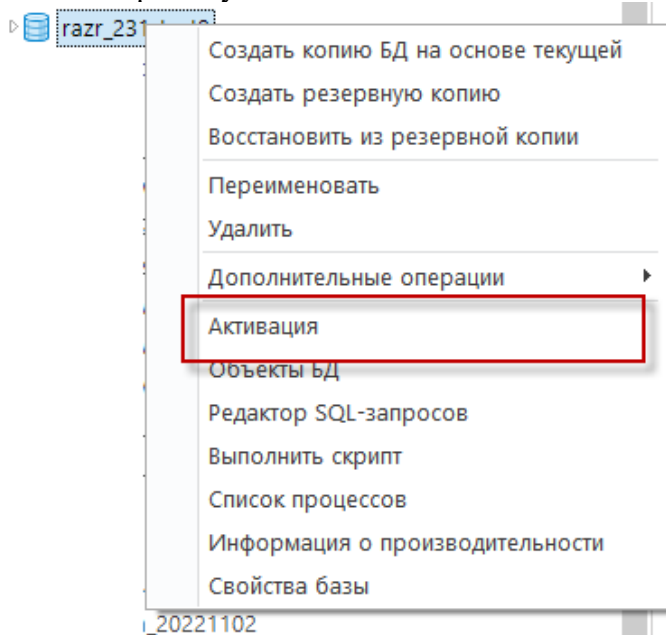 razr_231
Создать копию БД на основе текущей
Создать резервную копию
Восстановить из резервной копии
Переименовать
Удалить
Дополнительные операции
Активация
Объекты БД
Редактор SQL-запросов
Выполнить скрипт
Список процессов
Информация о производительности
Свойства базы
_20221102